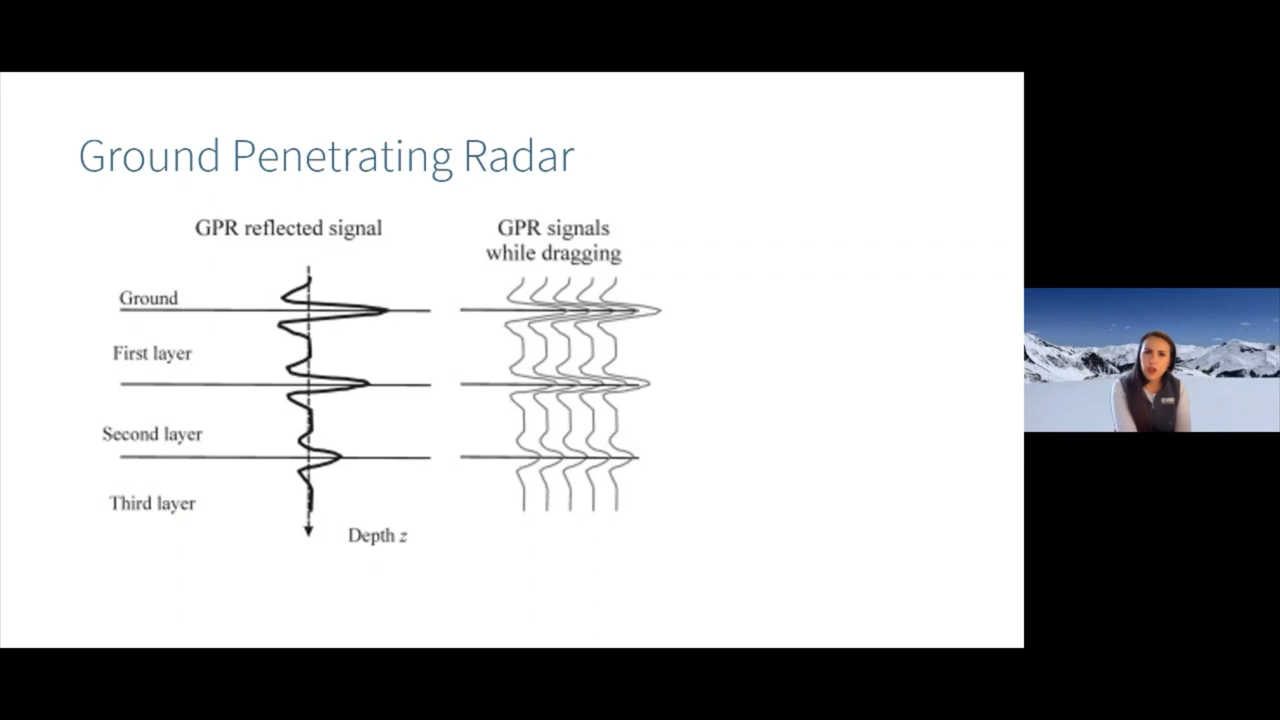 Ground Penetrating Radar
GPR reflected signal
GPR signals
while dragging
Ground
First layer
Second layer
Third layer
Depth z